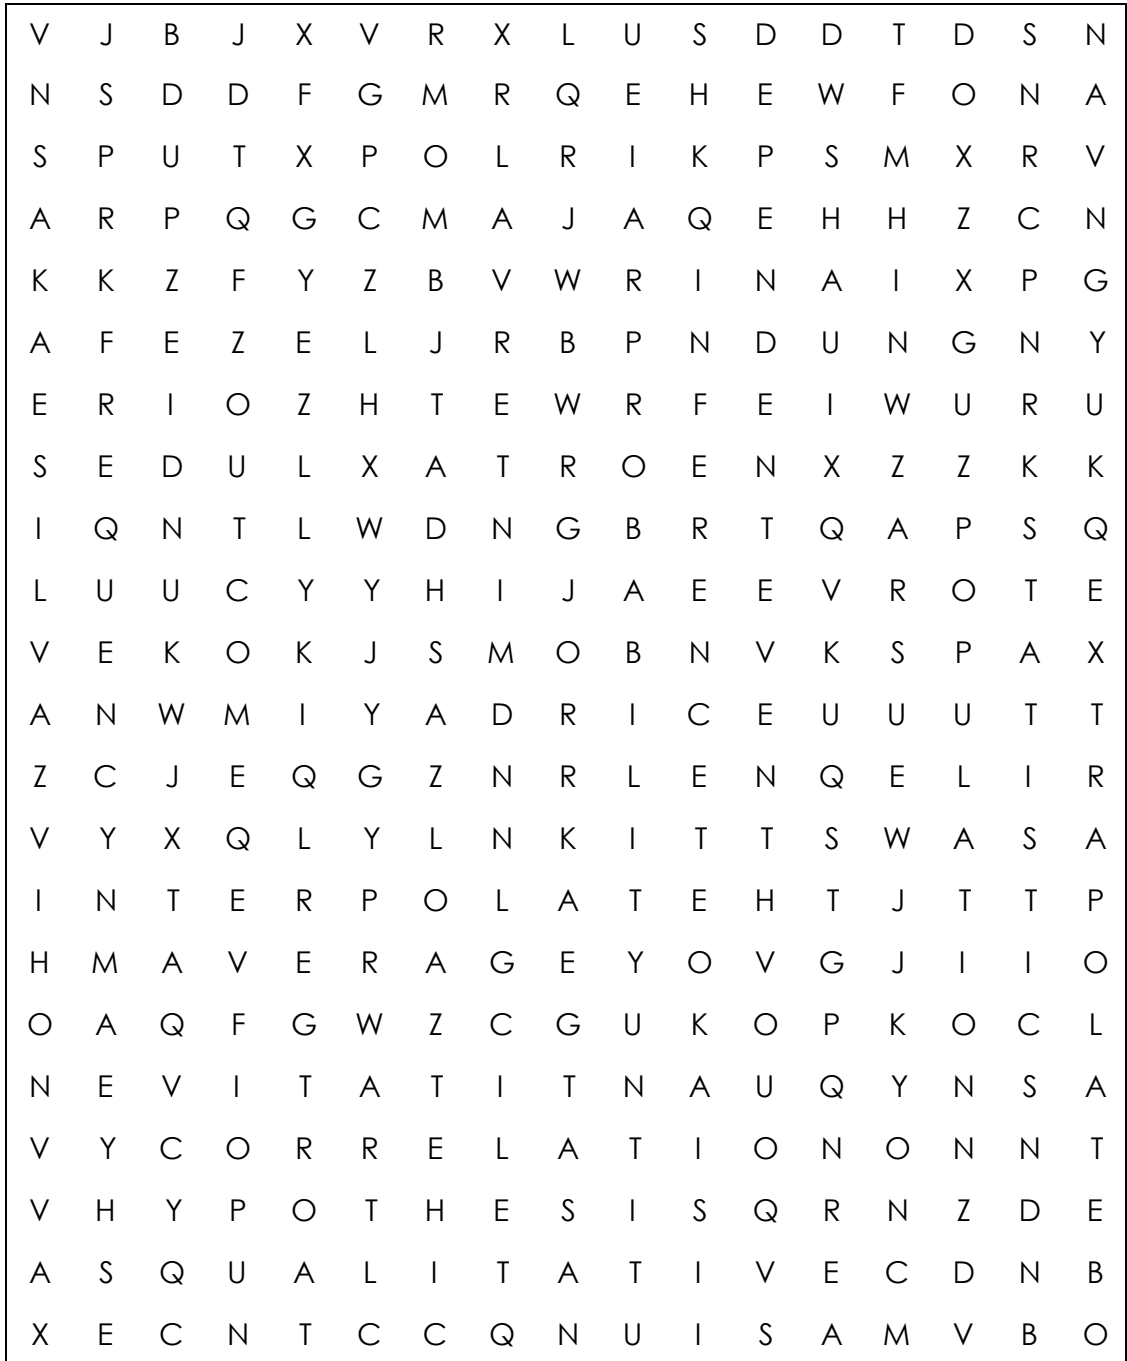 V J B J X V R X L U S D D T D S N
N S D D F G M R Q E H E W F O N A
S P U T X P O L R I K P S M X R V
A R P Q G C M A J A Q E H H Z C N
K K Z F Y Z B V W R I N A I X P G
A F E Z E L J R B P N D U N G N Y
E R I O Z H T E W R F E I W U R U
S E D U L X A T R O E N X Z Z K K
I Q N T L W D N G B R T Q A P S Q
L U U C Y Y H I J A E E V R O T E
V E K O K J S M O B N V K S P A X
A N W M I Y A D R I C E U U U T T
Z C J E Q G Z N R L E N Q E L I R
V Y X Q L Y L N K I T T S W A S A
I N T E R P O L A T E H T J T T P
H M A V E R A G E Y O V G J I I O
O A Q F G W Z C G U K O P K O C L
N E V I T A T I T N A U Q Y N S A
V Y C O R R E L A T I O N O N N T
V H Y P O T H E S I S Q R N Z D E
A S Q U A L I T A T I V E C D N B
X E C N T C C Q N U I S A M V B O